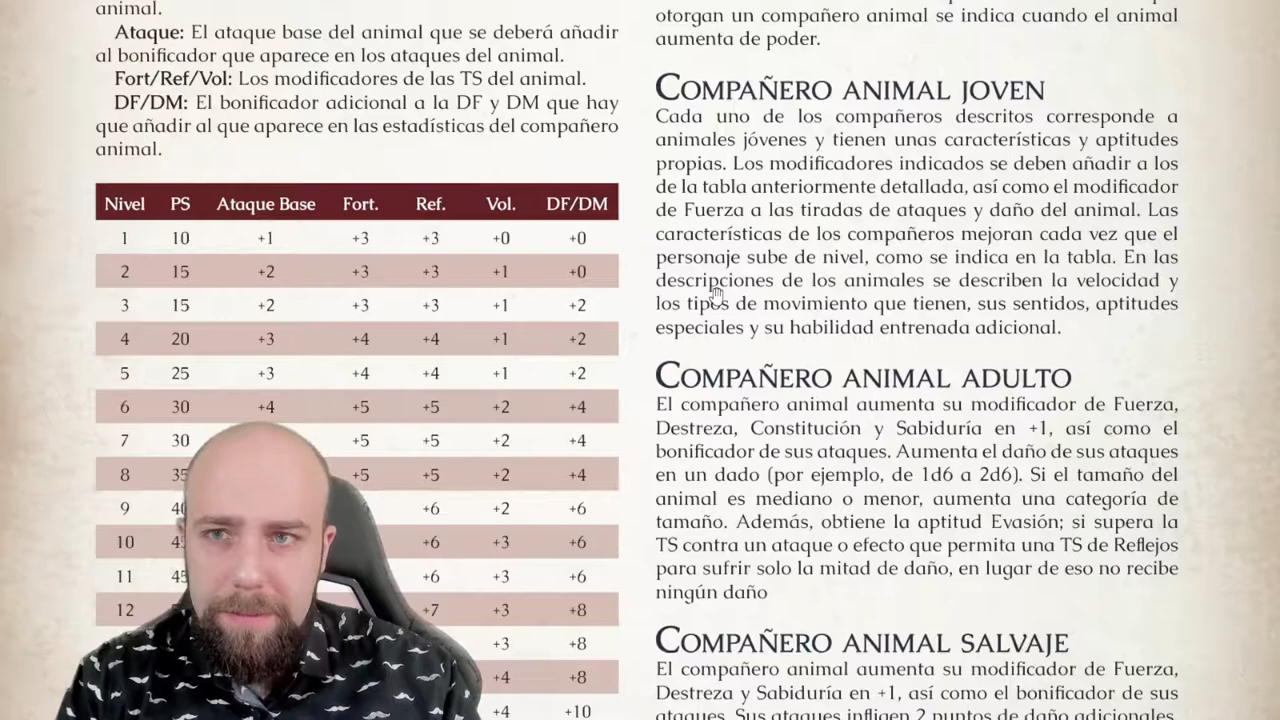 animal.
Ataque: El ataque base del animal que se deberá añadir
al bonificador que aparece en los ataques del animal.
Fort/Ref/Vol: Los modificadores de las TS del animal.
DF/DM: El bonificador adicional a la DF y DM que hay
que añadir al que aparece en las estadísticas del compañero
animal.
Nivel PS Ataque Base Fort. Ref. Vol. DF/DM
1 10 +1 +3 +3 +0 +0
2 15 +2 +3 +3 +1 +0
3 15 +2 +3 +3 +1 +2
4 20 +3 +4 +4 +1 +2
5 25 +3 +4 +4 +1 +2
6 30 +4 +5 +5 +2 +4
7 30 +5 +5 +2 +4
8 35 +5 +5 +2 +4
9 +6 +2 +6
10 +6 +3 +6
11 45 +6 +3 +6
12 +7 +3 +8
+3 +8
+4 +8
+4 +10
otorgan un compañero animal se indica cuando el animal
aumenta de poder.
COMPAÑERO ANIMAL JOVEN
Cada uno de los compañeros descritos corresponde a
animales jóvenes y tienen unas características y aptitudes
propias. Los modificadores indicados se deben añadir a los
de la tabla anteriormente detallada, así como el modificador
de Fuerza a las tiradas de ataques y daño del animal. Las
características de los compañeros mejoran cada vez que el
personaje sube de nivel, como se indica en la tabla. En las
descripciones de los animales se describen la velocidad y
los tipos de movimiento que tienen, sus sentidos, aptitudes
especiales y su habilidad entrenada adicional.
COMPAÑERO ANIMAL ADULTO
El compañero animal aumenta su modificador de Fuerza,
Destreza, Constitución y Sabiduría en +1, así como el
bonificador de sus ataques. Aumenta el daño de sus ataques
en un dado (por ejemplo, de 1d6 a 2d6). Si el tamaño del
animal es mediano o menor, aumenta una categoría de
tamaño. Además, obtiene la aptitud Evasión; si supera la
TS contra un ataque o efecto que permita una TS de Reflejos
para sufrir solo la mitad de daño, en lugar de eso no recibe
ningún daño
COMPAÑERO ANIMAL SALVAJE
El compañero animal aumenta su modificador de Fuerza,
Destreza y Sabiduría en +1, así como el bonificador de sus
ataques. Sus ataques infligen 2 puntos de daño adicionales.